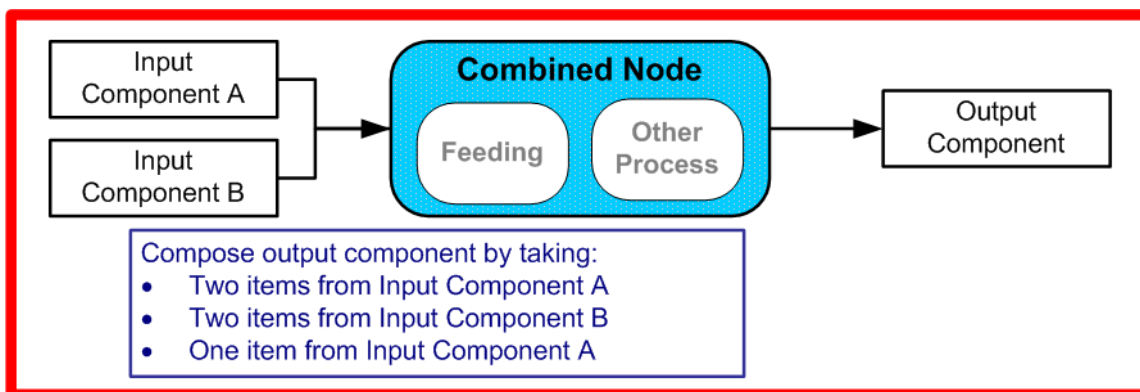 Input
Component A
Input
Component B
Combined Node
Feeding
Other
Process
Output
Component
Compose output component by taking:
• Two items from Input Component A
• Two items from Input Component B
• One item from Input Component A